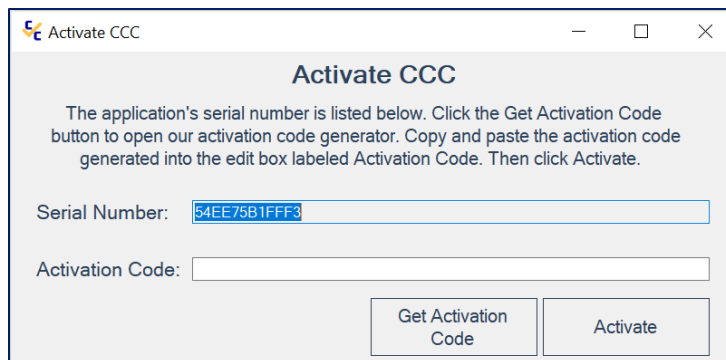 Activate CCC
Activate CCC
The application's serial number is listed below. Click the Get Activation Code
button to open our activation code generator. Copy and paste the activation code
generated into the edit box labeled Activation Code. Then click Activate.
Serial Number: 54EE75B1FFF3
Activation Code:
Get Activation
Code
Activate